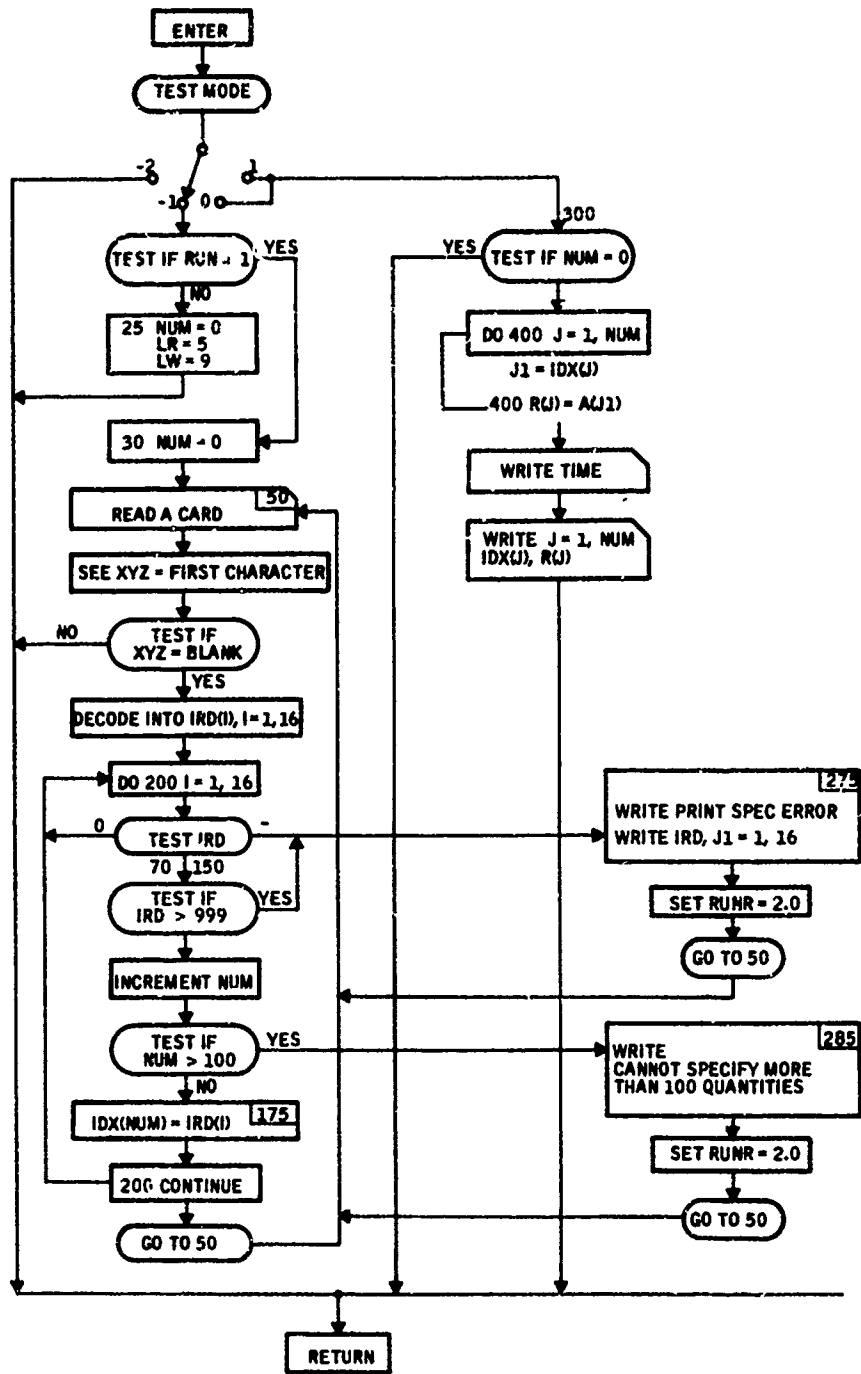 ENTER
TEST MODE
-2
1
-1
0
300
TEST IF RUN = 1
YES
NO
25 NUM = 0
LR = 5
LW = 9
30 NUM = 0
50
READ A CARD
SEE XYZ = FIRST CHARACTER
TEST IF
XYZ = BLANK
NO
YES
DECODE INTO IRD(I), I = 1, 16
DO 200 I = 1, 16
0
TEST IRD
-
70
150
TEST IF
IRD > 999
YES
INCREMENT NUM
TEST IF
NUM > 100
YES
NO
IDX(NUM) = IRD(I)
175
200 CONTINUE
GO TO 50
YES
TEST IF NUM = 0
DO 400 J = 1, NUM
J1 = IDX(J)
400 R(J) = A(J1)
WRITE TIME
WRITE J = 1, NUM
IDX(J), R(J)
275
WRITE PRINT SPEC ERROR
WRITE IRD, J1 = 1, 16
SET RUNR = 2.0
GO TO 50
285
WRITE
CANNOT SPECIFY MORE
THAN 100 QUANTITIES
SET RUNR = 2.0
GO TO 50
RETURN